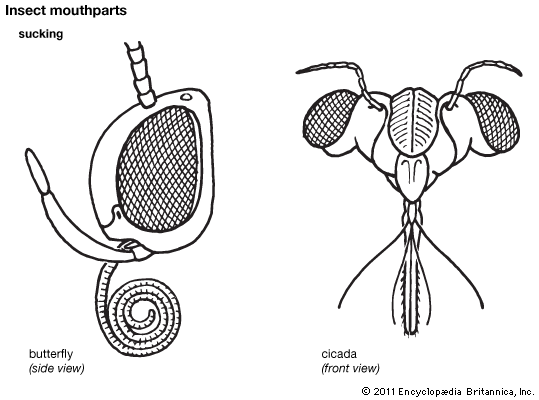 Insect mouthparts
sucking
butterfly
(side view)
cicada
(front view)
© 2011 Encyclopædia Britannica, Inc.